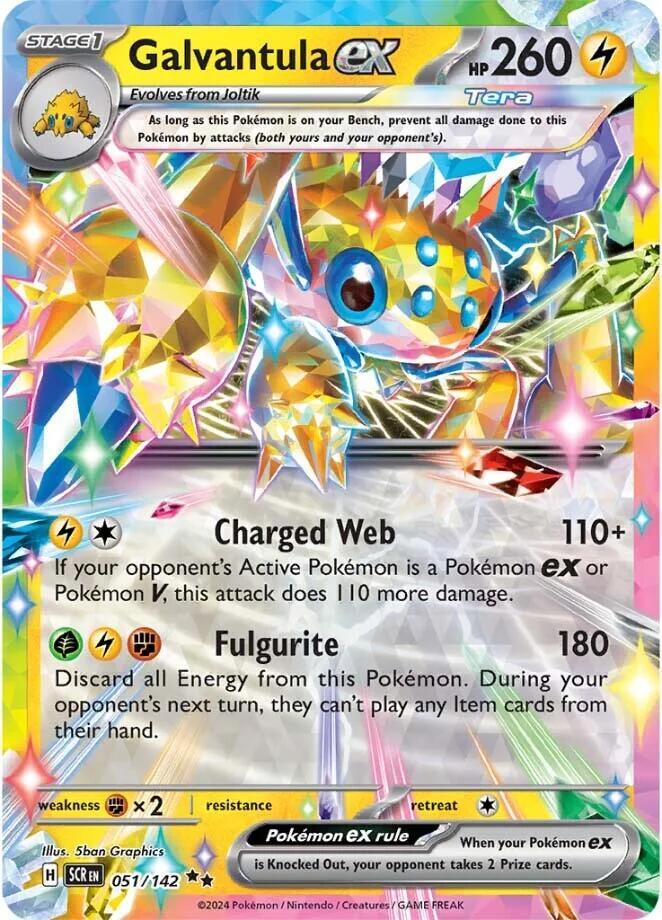 STAGE1
Galvantula ex
HP 260
Evolves from Joltik
Tera
As long as this Pokémon is on your Bench, prevent all damage done to this
Pokémon by attacks (both yours and your opponent's).
Charged Web 110+
If your opponent's Active Pokémon is a Pokémon ex or
Pokémon V, this attack does 110 more damage.
Fulgurite 180
Discard all Energy from this Pokémon. During your
opponent's next turn, they can't play any Item cards from
their hand.
weakness ×2 resistance retreat
Pokémon ex rule
When your Pokémon ex
is Knocked Out, your opponent takes 2 Prize cards.
Illus. 5ban Graphics
H SCR EN 051/142 ★★
©2024 Pokémon / Nintendo / Creatures / GAME FREAK